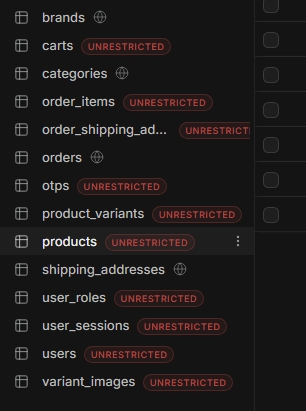 brands
carts UNRESTRICTED
categories
order_items UNRESTRICTED
order_shipping_ad... UNRESTRICT
orders
otps UNRESTRICTED
product_variants UNRESTRICTED
products UNRESTRICTED
shipping_addresses
user_roles UNRESTRICTED
user_sessions UNRESTRICTED
users UNRESTRICTED
variant_images UNRESTRICTED